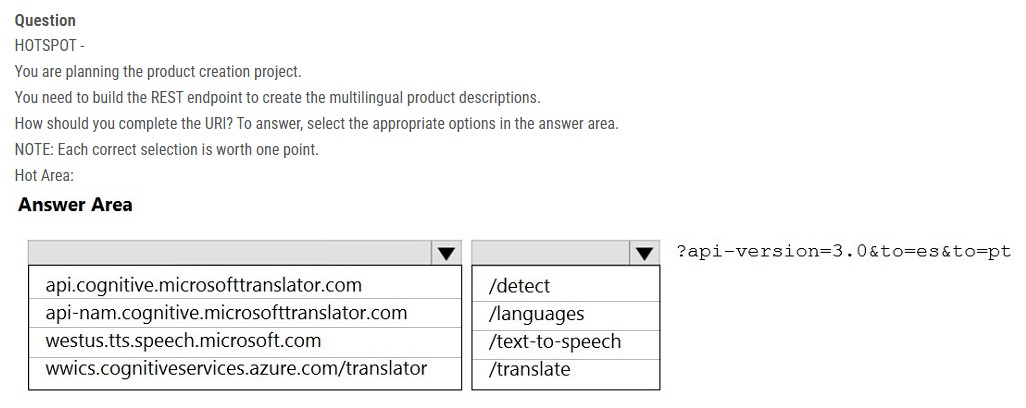 Question
HOTSPOT -
You are planning the product creation project.
You need to build the REST endpoint to create the multilingual product descriptions.
How should you complete the URI? To answer, select the appropriate options in the answer area.
NOTE: Each correct selection is worth one point.
Hot Area:
Answer Area
?api-version=3.0&to=es&to=pt
api.cognitive.microsofttranslator.com
api-nam.cognitive.microsofttranslator.com
westus.tts.speech.microsoft.com
wwics.cognitiveservices.azure.com/translator
/detect
/languages
/text-to-speech
/translate